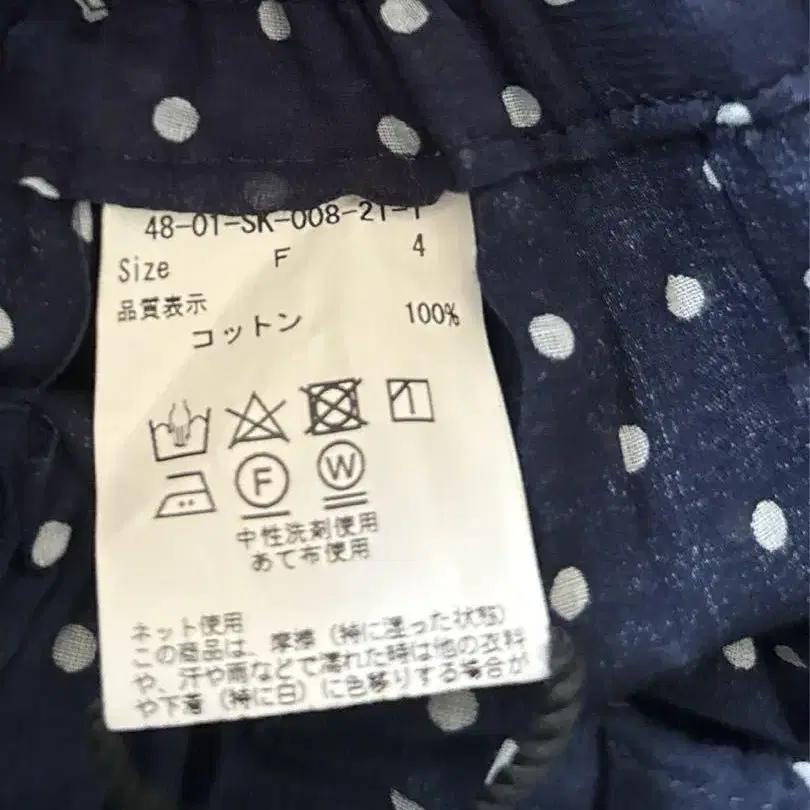 48-01-SK-008-21-1
Size F 4
品質表示
コットン 100%
F W
中性洗剤使用
あて布使用
ネット使用
この商品は、摩擦（特に湿った状態）
や、汗や雨などで濡れた時は他の衣料
や下着（特に白）に色移りする場合が